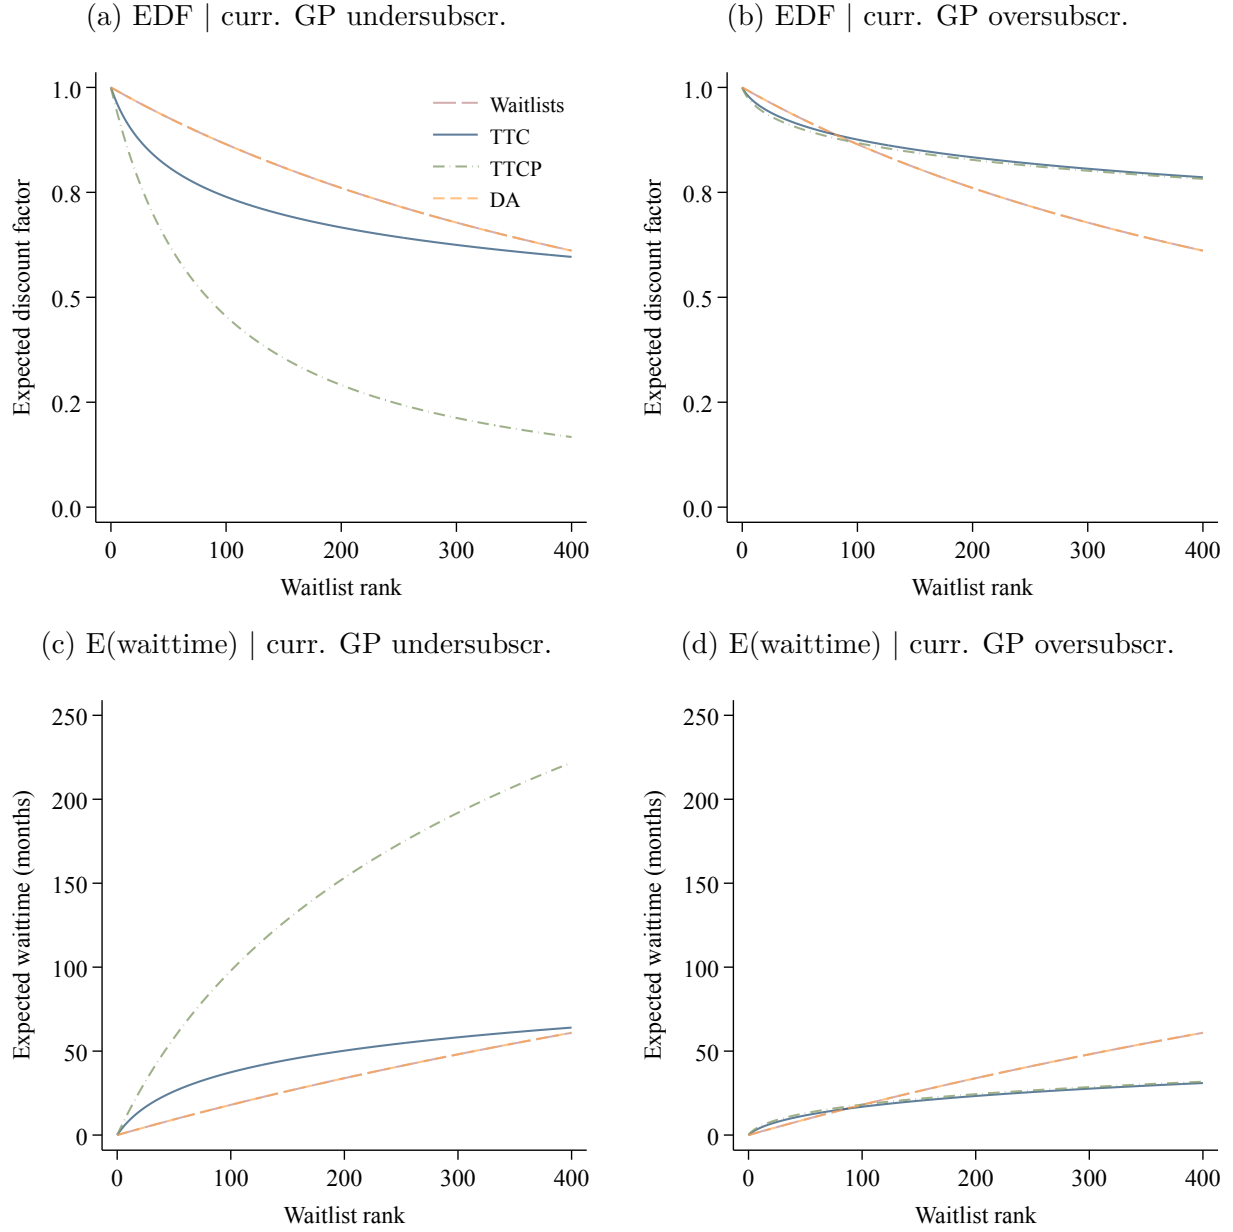 (a) EDF | curr. GP undersubscr.
1.0
0.8
0.5
0.2
0.0
Expected discount factor
0 100 200 300 400
Waitlist rank
Waitlists
TTC
TTCP
DA
(b) EDF | curr. GP oversubscr.
1.0
0.8
0.5
0.2
0.0
Expected discount factor
0 100 200 300 400
Waitlist rank
(c) E(waittime) | curr. GP undersubscr.
250
200
150
100
50
0
Expected waittime (months)
0 100 200 300 400
Waitlist rank
(d) E(waittime) | curr. GP oversubscr.
250
200
150
100
50
0
Expected waittime (months)
0 100 200 300 400
Waitlist rank